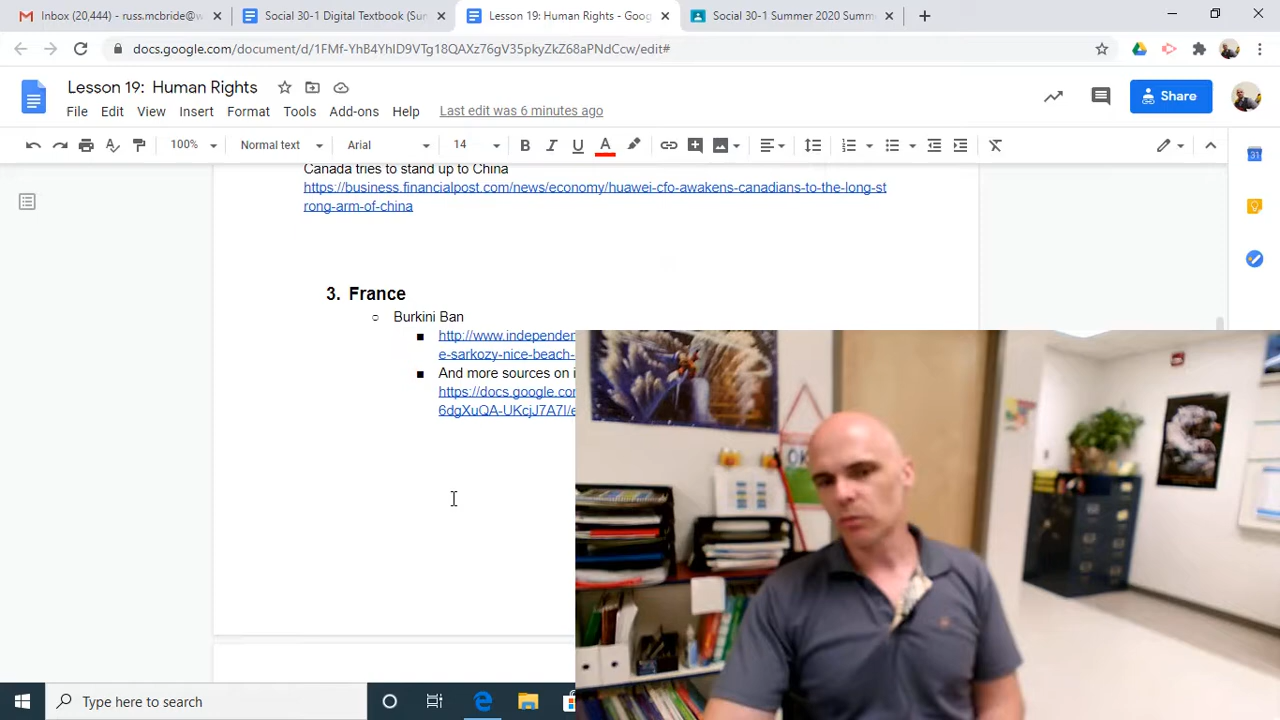 Inbox (20,444) - russ.mcbride@w
Social 30-1 Digital Textbook (Sum
Lesson 19: Human Rights - Goog
Social 30-1 Summer 2020 Summ
docs.google.com/document/d/1FMf-YhB4YhID9VTg18QAXz76gV35pkyZkZ68aPNdCcw/edit#
Lesson 19: Human Rights
File Edit View Insert Format Tools Add-ons Help Last edit was 6 minutes ago
Share
100% Normal text Arial 14
Canada tries to stand up to China
https://business.financialpost.com/news/economy/huawei-cfo-awakens-canadians-to-the-long-st
rong-arm-of-china
3. France
Burkini Ban
http://www.independen
e-sarkozy-nice-beach-
And more sources on i
https://docs.google.cor
6dgXuQA-UKcjJ7A7I/e
OK
Type here to search